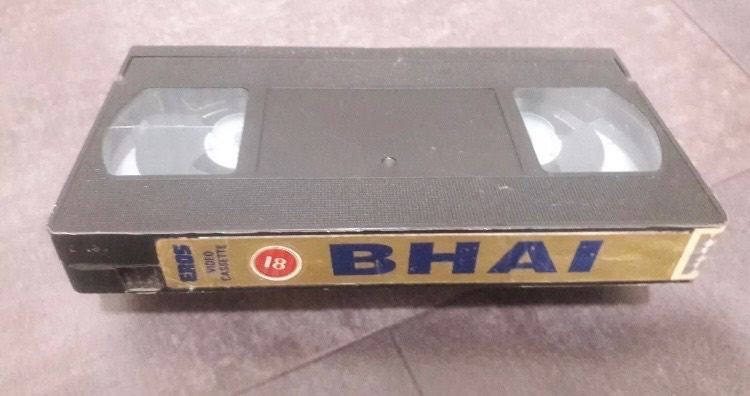 EROS
VIDEO
CASSETTE
18
BHAI